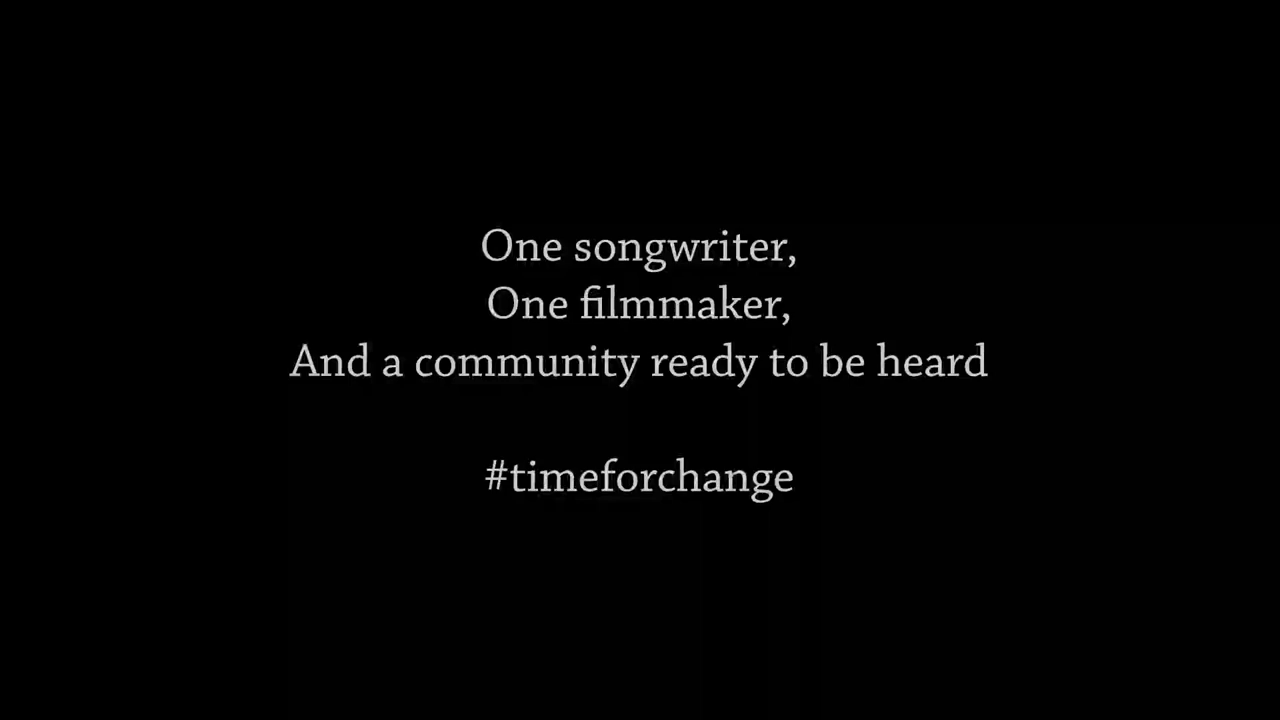 One songwriter,
One filmmaker,
And a community ready to be heard
#timeforchange